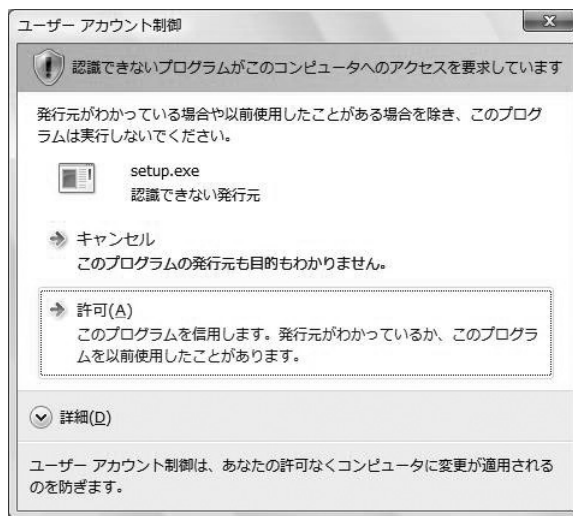 ユーザー アカウント制御
認識できないプログラムがこのコンピュータへのアクセスを要求しています
発行元がわかっている場合や以前使用したことがある場合を除き、このプログ
ラムは実行しないでください。
setup.exe
認識できない発行元
キャンセル
このプログラムの発行元も目的もわかりません。
許可(A)
このプログラムを信用します。発行元がわかっているか、このプログラ
ムを以前使用したことがあります。
詳細(D)
ユーザー アカウント制御は、あなたの許可なくコンピュータに変更が適用される
のを防ぎます。